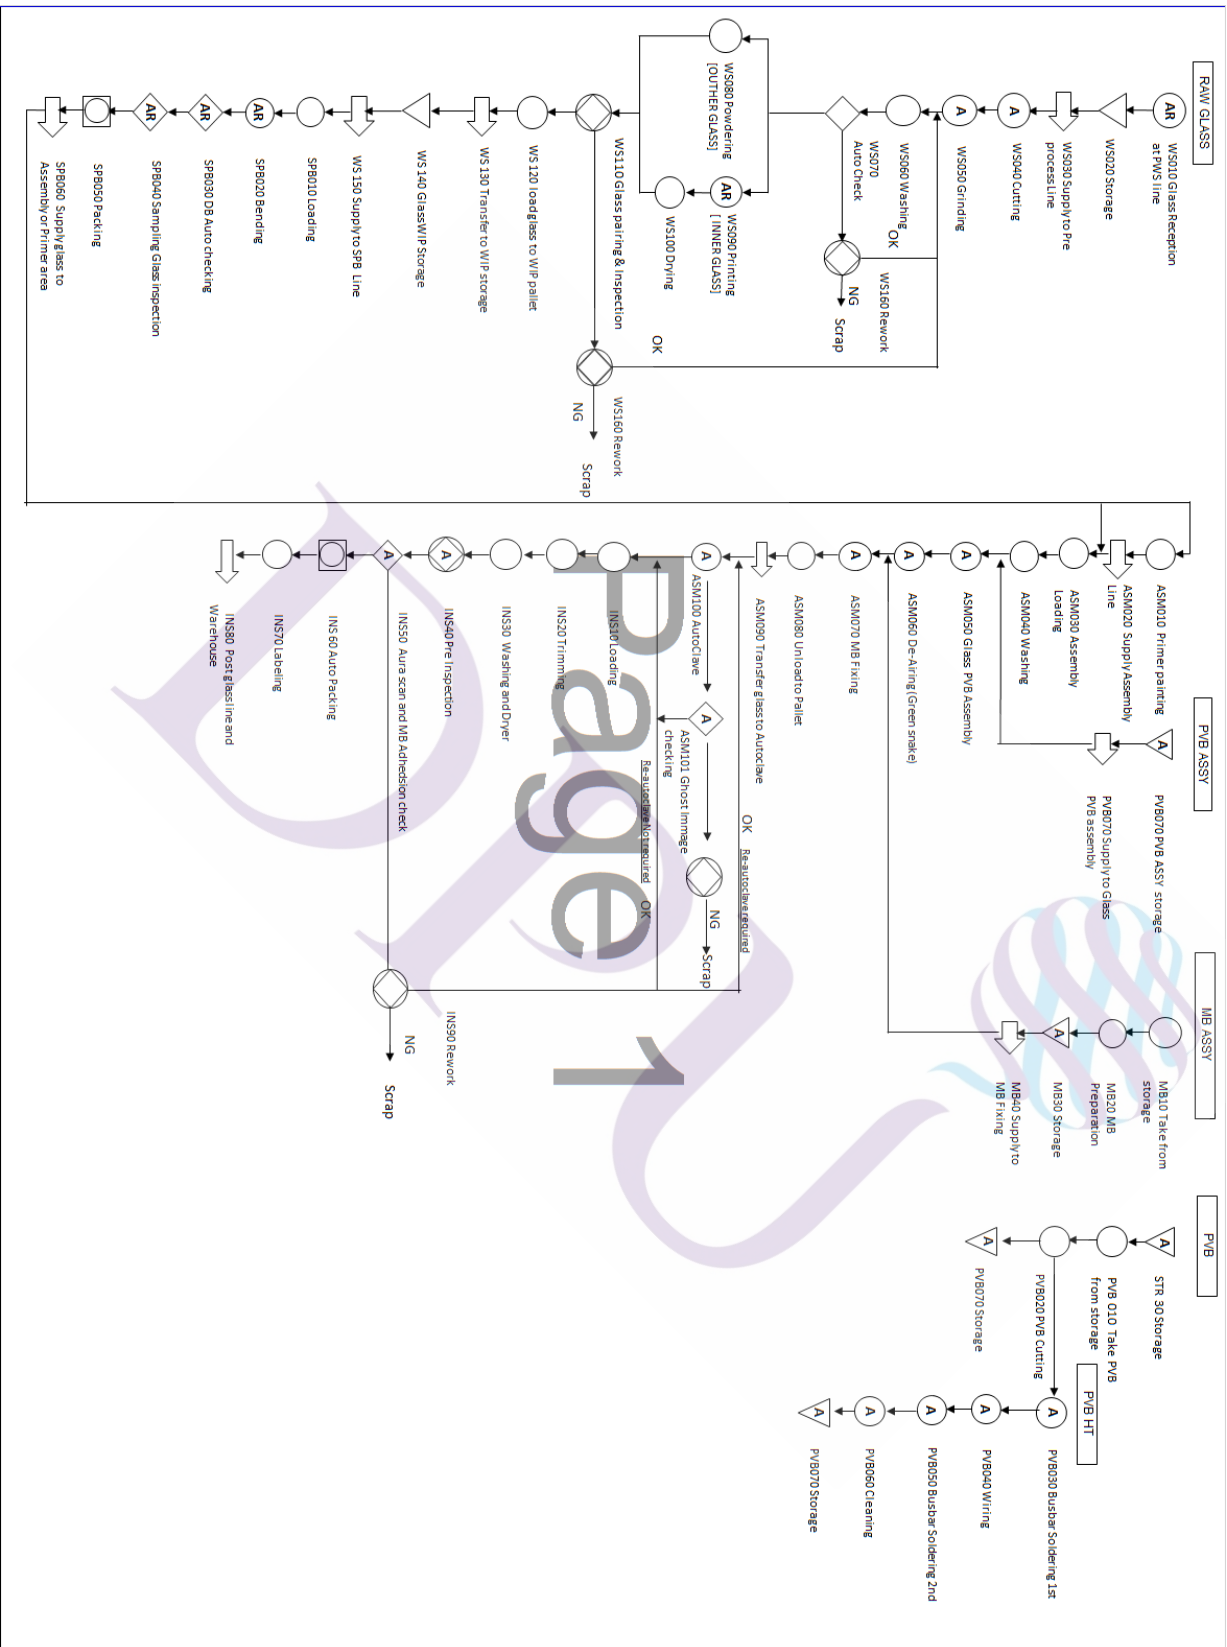 RAW GLASS
AR
WS010 Glass Reception
at PWS line
WS020 Storage
WS030 Supply to Pre
process Line
A
WS040 Cutting
A
WS050 Grinding
WS060 Washing
OK
WS070
Auto Check
WS160 Rework
NG
Scrap
WS080 Powdering
[OUTHER GLASS]
AR
WS090 Printing
[ INNER GLASS]
WS100 Drying
OK
WS110 Glass pairing & Inspection
WS160 Rework
NG
Scrap
WS 120 load glass to WIP pallet
WS 130 Transfer to WIP storage
WS 140 Glass WIP Storage
WS 150 Supply to SPB Line
SPB010 Loading
AR
SPB020 Bending
AR
SPB030 DB Auto checking
AR
SPB040 Sampling Glass inspection
SPB050 Packing
SPB060 Supply glass to
Assembly or Primer area
ASM010 Primer painting
ASM020 Supply Assembly
Line
ASM030 Assembly
Loading
ASM040 Washing
A
ASM050 Glass PVB Assembly
A
ASM060 De-Airing (Green snake)
A
ASM070 MB Fixing
ASM080 Unload to Pallet
ASM090 Transfer glass to Autoclave
A
ASM100 AutoClave
A
ASM101 Ghost Immage
checking
NG
Scrap
OK
Re-autoclave required
Re-autoclave Not required
OK
INS10 Loading
INS20 Trimming
INS30 Washing and Dryer
A
INS40 Pre Inspection
A
INS50 Aura scan and MB Adhedsion check
INS90 Rework
NG
Scrap
INS 60 Auto Packing
INS70 Labeling
INS80 Post glass line and
Warehouse
PVB ASSY
A
PVB070 PVB ASSY storage
PVB070 Supply to Glass
PVB assembly
MB ASSY
MB10 Take from
storage
MB20 MB
Preparation
A
MB30 Storage
MB40 Supply to
MB Fixing
PVB
A
STR 30 Storage
PVB 010 Take PVB
from storage
PVB020 PVB Cutting
A
PVB070 Storage
PVB HT
A
PVB030 Busbar Soldering 1st
A
PVB040 Wiring
A
PVB050 Busbar Soldering 2nd
A
PVB060 Cleaning
A
PVB070 Storage
Page 1